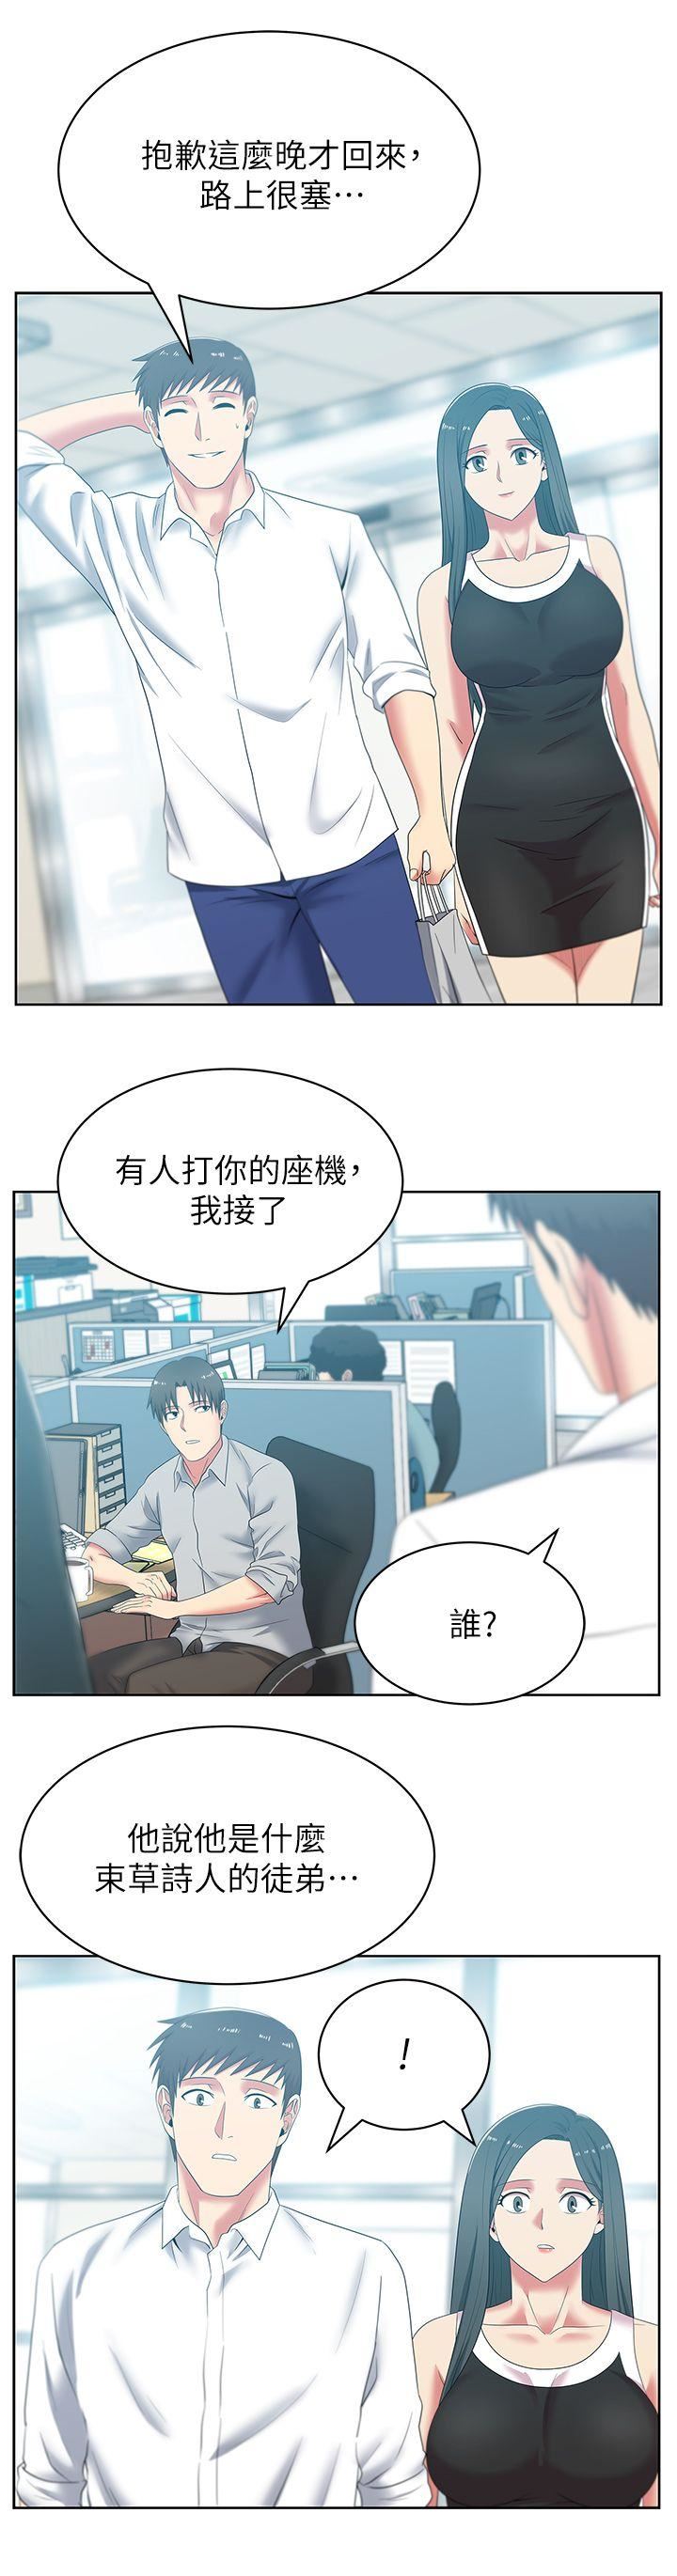 抱歉這麼晚才回來，
路上很塞⋯
有人打你的座機，
我接了
誰?
他說他是什麼
束草詩人的徒弟⋯
!